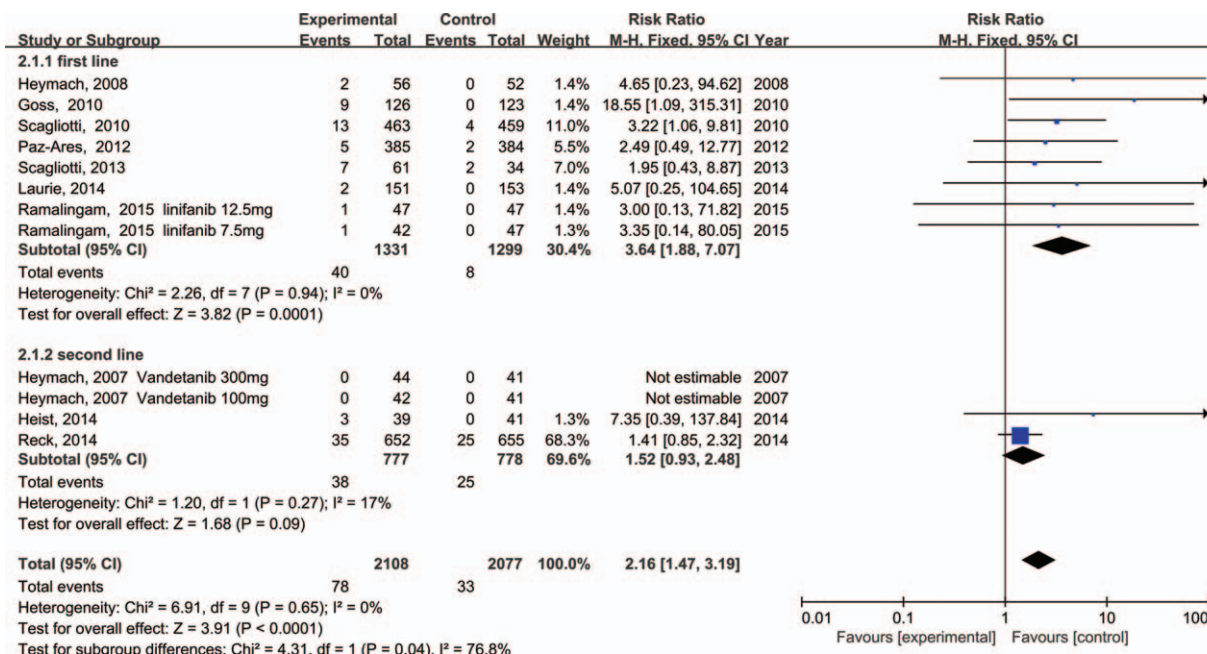 Experimental Control Risk Ratio Risk Ratio
Study or Subgroup Events Total Events Total Weight M-H. Fixed. 95% CI Year M-H. Fixed. 95% CI
2.1.1 first line
Heymach, 2008 2 56 0 52 1.4% 4.65 [0.23, 94.62] 2008
Goss, 2010 9 126 0 123 1.4% 18.55 [1.09, 315.31] 2010
Scagliotti, 2010 13 463 4 459 11.0% 3.22 [1.06, 9.81] 2010
Paz-Ares, 2012 5 385 2 384 5.5% 2.49 [0.49, 12.77] 2012
Scagliotti, 2013 7 61 2 34 7.0% 1.95 [0.43, 8.87] 2013
Laurie, 2014 2 151 0 153 1.4% 5.07 [0.25, 104.65] 2014
Ramalingam, 2015 linifanib 12.5mg 1 47 0 47 1.4% 3.00 [0.13, 71.82] 2015
Ramalingam, 2015 linifanib 7.5mg 1 42 0 47 1.3% 3.35 [0.14, 80.05] 2015
Subtotal (95% CI) 1331 1299 30.4% 3.64 [1.88, 7.07]
Total events 40 8
Heterogeneity: Chi² = 2.26, df = 7 (P = 0.94); I² = 0%
Test for overall effect: Z = 3.82 (P = 0.0001)
2.1.2 second line
Heymach, 2007 Vandetanib 300mg 0 44 0 41 Not estimable 2007
Heymach, 2007 Vandetanib 100mg 0 42 0 41 Not estimable 2007
Heist, 2014 3 39 0 41 1.3% 7.35 [0.39, 137.84] 2014
Reck, 2014 35 652 25 655 68.3% 1.41 [0.85, 2.32] 2014
Subtotal (95% CI) 777 778 69.6% 1.52 [0.93, 2.48]
Total events 38 25
Heterogeneity: Chi² = 1.20, df = 1 (P = 0.27); I² = 17%
Test for overall effect: Z = 1.68 (P = 0.09)
Total (95% CI) 2108 2077 100.0% 2.16 [1.47, 3.19]
Total events 78 33
Heterogeneity: Chi² = 6.91, df = 9 (P = 0.65); I² = 0%
Test for overall effect: Z = 3.91 (P < 0.0001)
Test for subgroup differences: Chi² = 4.31, df = 1 (P = 0.04), I² = 76.8%
0.01 0.1 1 10 100
Favours [experimental] Favours [control]